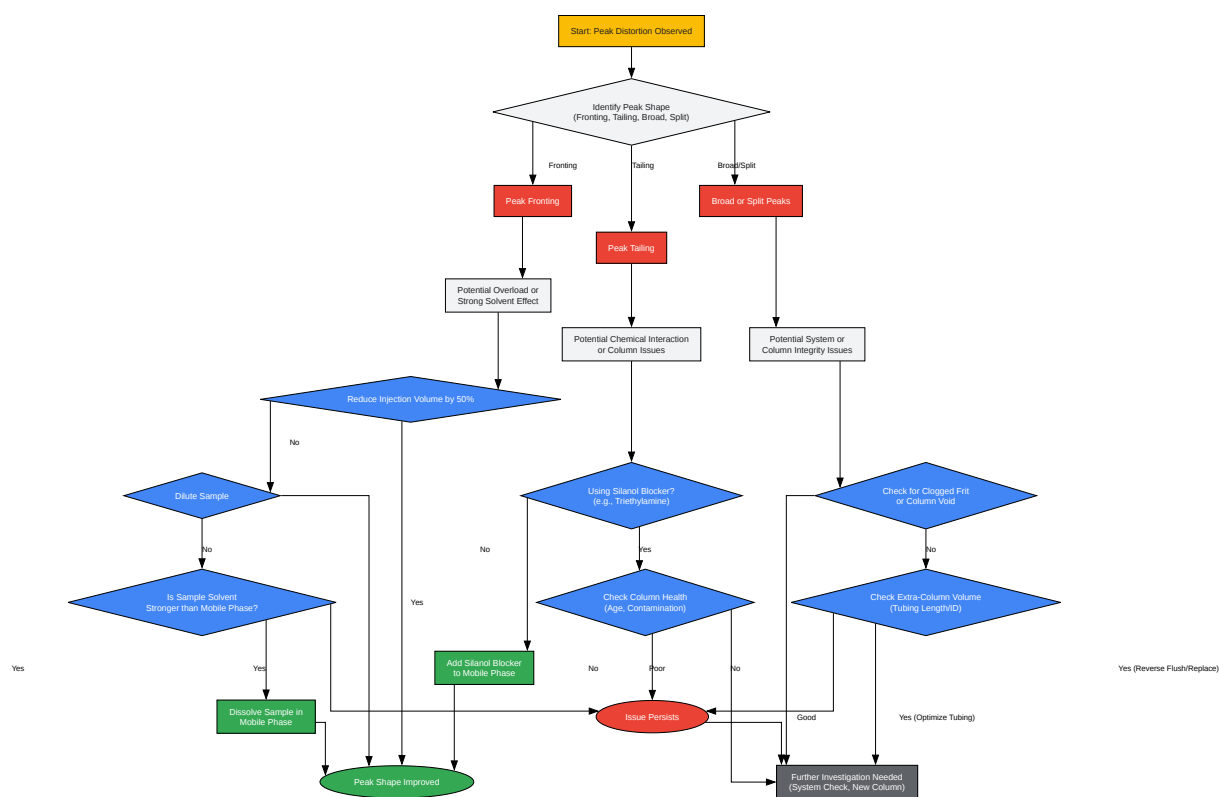 Start: Peak Distortion Observed
Identify Peak Shape
(Fronting, Tailing, Broad, Split)
Fronting
Tailing
Broad/Split
Peak Fronting
Broad or Split Peaks
Peak Tailing
Potential Overload or
Strong Solvent Effect
Potential Chemical Interaction
or Column Issues
Potential System or
Column Integrity Issues
Reduce Injection Volume by 50%
No
Dilute Sample
Using Silanol Blocker?
(e.g., Triethylamine)
Check for Clogged Frit
or Column Void
No
No
Yes
No
Is Sample Solvent
Stronger than Mobile Phase?
Yes
Check Column Health
(Age, Contamination)
Check Extra-Column Volume
(Tubing Length/ID)
Yes
Yes
Add Silanol Blocker
to Mobile Phase
No
Poor
No
Yes (Reverse Flush/Replace)
Dissolve Sample in
Mobile Phase
Issue Persists
Good
Yes (Optimize Tubing)
Peak Shape Improved
Further Investigation Needed
(System Check, New Column)